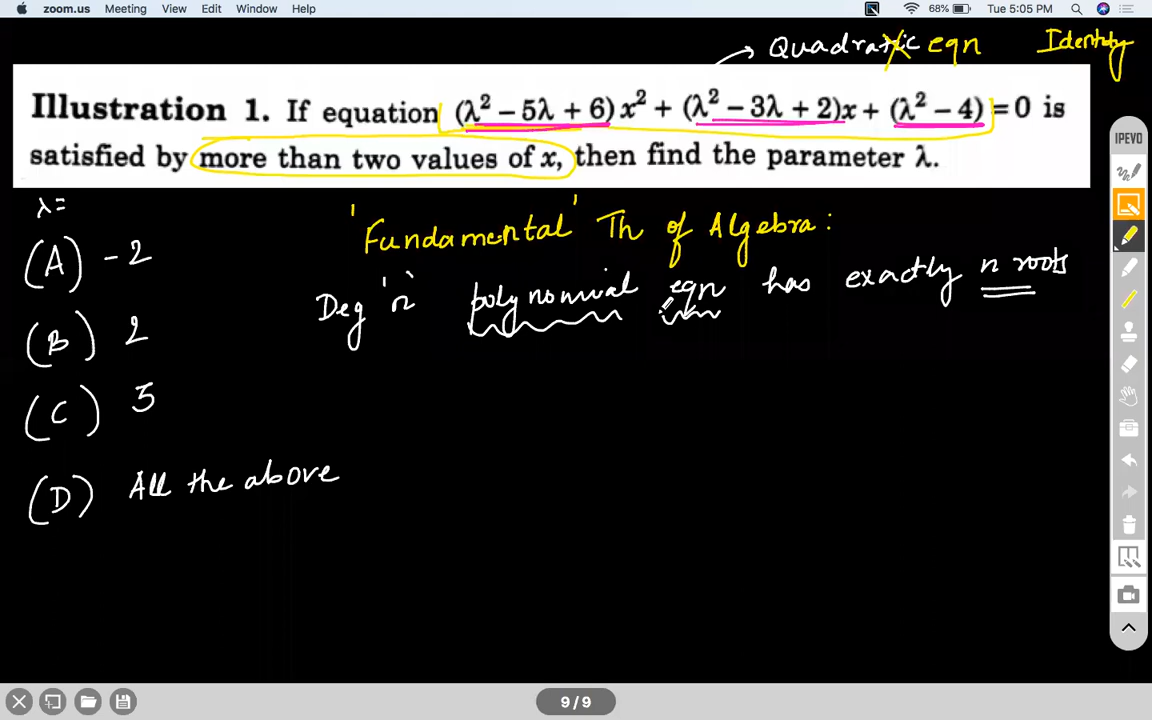 zoom.us Meeting View Edit Window Help 68% Tue 5:05 PM
Quadratic eqn Identity
Illustration 1. If equation (λ² − 5λ + 6) x² + (λ² − 3λ + 2)x + (λ² − 4) = 0 is
satisfied by more than two values of x, then find the parameter λ.
IPEVO
λ=
'Fundamental' Th of Algebra:
(A) -2
Deg 'n' polynomial eqn has exactly n roots
(B) 2
(C) 3
(D) All the above
9 / 9